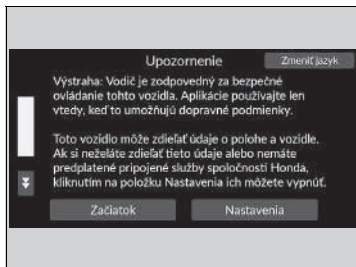 Upozornenie
Zmeniť jazyk
Výstraha: Vodič je zodpovedný za bezpečné
ovládanie tohto vozidla. Aplikácie používajte len
vtedy, keď to umožňujú dopravné podmienky.
Toto vozidlo môže zdieľať údaje o polohe a vozidle.
Ak si neželáte zdieľať tieto údaje alebo nemáte
predplatené pripojené služby spoločnosti Honda,
kliknutím na položku Nastavenia ich môžete vypnúť.
Začiatok
Nastavenia